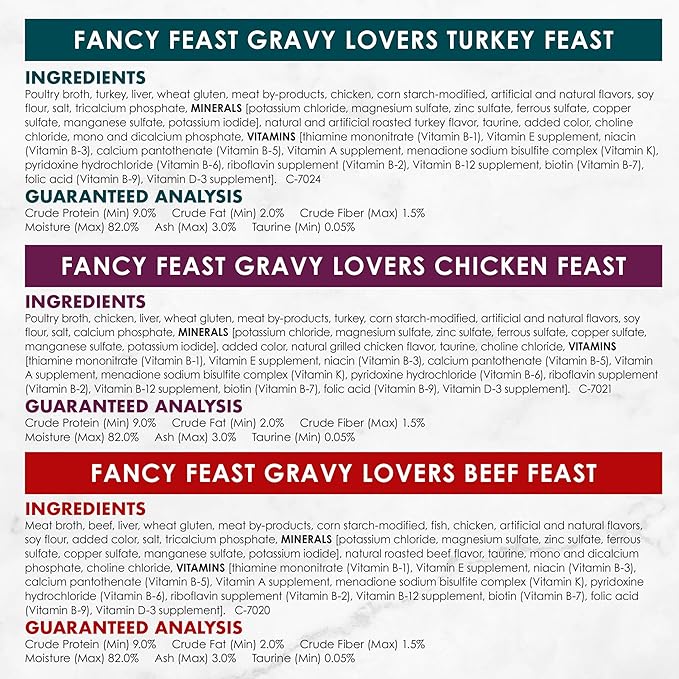 FANCY FEAST GRAVY LOVERS TURKEY FEAST
INGREDIENTS
Poultry broth, turkey, liver, wheat gluten, meat by-products, chicken, corn starch-modified, artificial and natural flavors, soy
flour, salt, tricalcium phosphate, MINERALS [potassium chloride, magnesium sulfate, zinc sulfate, ferrous sulfate, copper
sulfate, manganese sulfate, potassium iodide], natural and artificial roasted turkey flavor, taurine, added color, choline
chloride, mono and dicalcium phosphate, VITAMINS [thiamine mononitrate (Vitamin B-1), Vitamin E supplement, niacin
(Vitamin B-3), calcium pantothenate (Vitamin B-5), Vitamin A supplement, menadione sodium bisulfite complex (Vitamin K),
pyridoxine hydrochloride (Vitamin B-6), riboflavin supplement (Vitamin B-2), Vitamin B-12 supplement, biotin (Vitamin B-7),
folic acid (Vitamin B-9), Vitamin D-3 supplement]. C-7024
GUARANTEED ANALYSIS
Crude Protein (Min) 9.0% Crude Fat (Min) 2.0% Crude Fiber (Max) 1.5%
Moisture (Max) 82.0% Ash (Max) 3.0% Taurine (Min) 0.05%
FANCY FEAST GRAVY LOVERS CHICKEN FEAST
INGREDIENTS
Poultry broth, chicken, liver, wheat gluten, meat by-products, turkey, corn starch-modified, artificial and natural flavors, soy
flour, salt, calcium phosphate, MINERALS [potassium chloride, magnesium sulfate, zinc sulfate, ferrous sulfate, copper sulfate,
manganese sulfate, potassium iodide], added color, natural grilled chicken flavor, taurine, choline chloride, VITAMINS
[thiamine mononitrate (Vitamin B-1), Vitamin E supplement, niacin (Vitamin B-3), calcium pantothenate (Vitamin B-5), Vitamin
A supplement, menadione sodium bisulfite complex (Vitamin K), pyridoxine hydrochloride (Vitamin B-6), riboflavin supplement
(Vitamin B-2), Vitamin B-12 supplement, biotin (Vitamin B-7), folic acid (Vitamin B-9), Vitamin D-3 supplement]. C-7021
GUARANTEED ANALYSIS
Crude Protein (Min) 9.0% Crude Fat (Min) 2.0% Crude Fiber (Max) 1.5%
Moisture (Max) 82.0% Ash (Max) 3.0% Taurine (Min) 0.05%
FANCY FEAST GRAVY LOVERS BEEF FEAST
INGREDIENTS
Meat broth, beef, liver, wheat gluten, meat by-products, corn starch-modified, fish, chicken, artificial and natural flavors,
soy flour, added color, salt, tricalcium phosphate, MINERALS [potassium chloride, magnesium sulfate, zinc sulfate, ferrous
sulfate, copper sulfate, manganese sulfate, potassium iodide], natural roasted beef flavor, taurine, mono and dicalcium
phosphate, choline chloride, VITAMINS [thiamine mononitrate (Vitamin B-1), Vitamin E supplement, niacin (Vitamin B-3),
calcium pantothenate (Vitamin B-5), Vitamin A supplement, menadione sodium bisulfite complex (Vitamin K), pyridoxine
hydrochloride (Vitamin B-6), riboflavin supplement (Vitamin B-2), Vitamin B-12 supplement, biotin (Vitamin B-7), folic acid
(Vitamin B-9), Vitamin D-3 supplement]. C-7020
GUARANTEED ANALYSIS
Crude Protein (Min) 9.0% Crude Fat (Min) 2.0% Crude Fiber (Max) 1.5%
Moisture (Max) 82.0% Ash (Max) 3.0% Taurine (Min) 0.05%